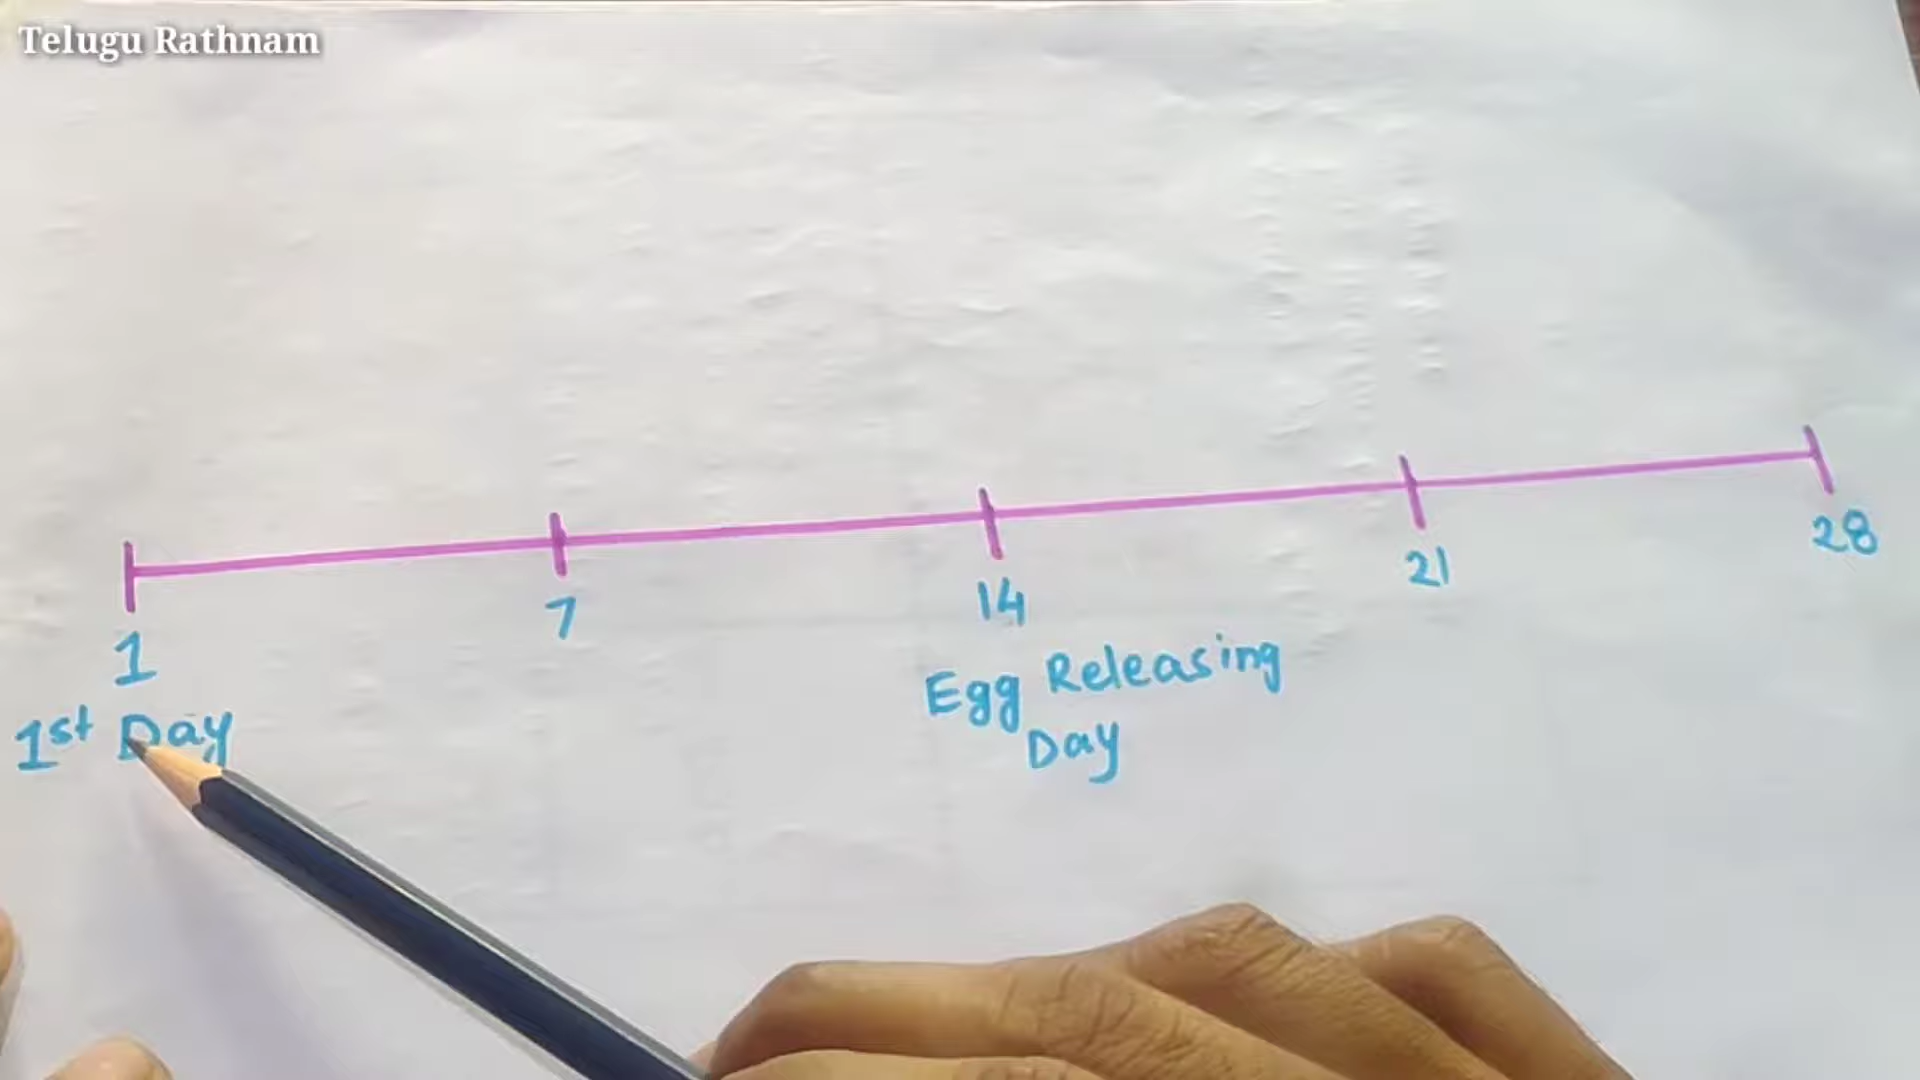 Telugu Rathnam
1 7 14 21 28
1st Day
Egg Releasing
Day